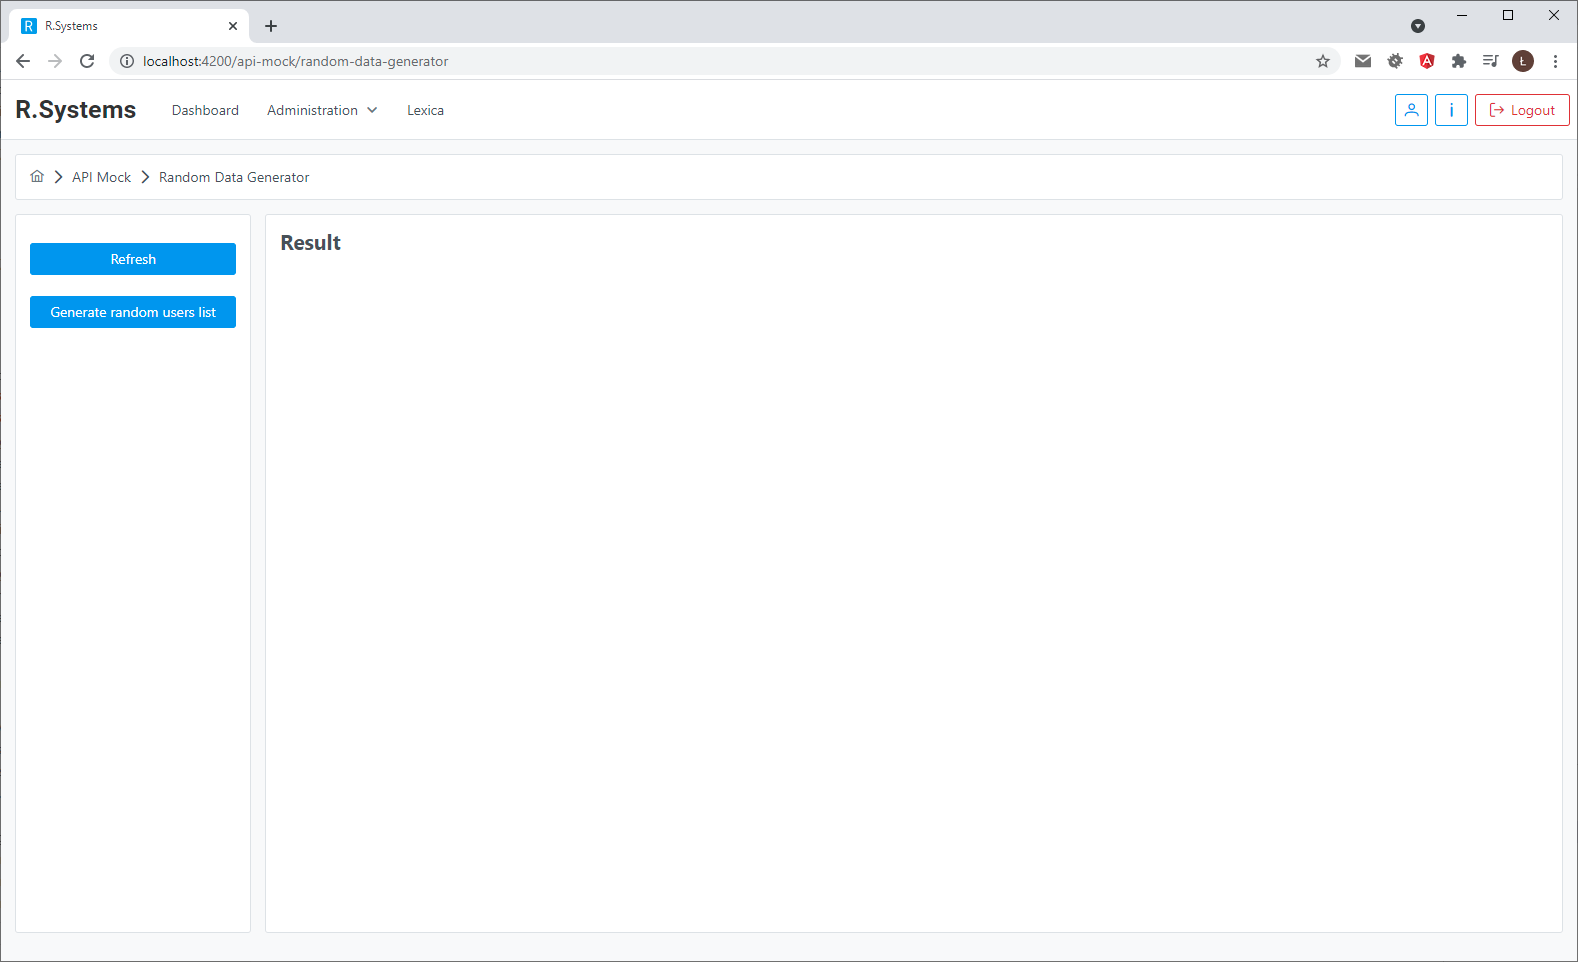 R R.Systems
localhost:4200/api-mock/random-data-generator
Ł
R.Systems Dashboard Administration Lexica i Logout
API Mock Random Data Generator
Refresh
Generate random users list
Result